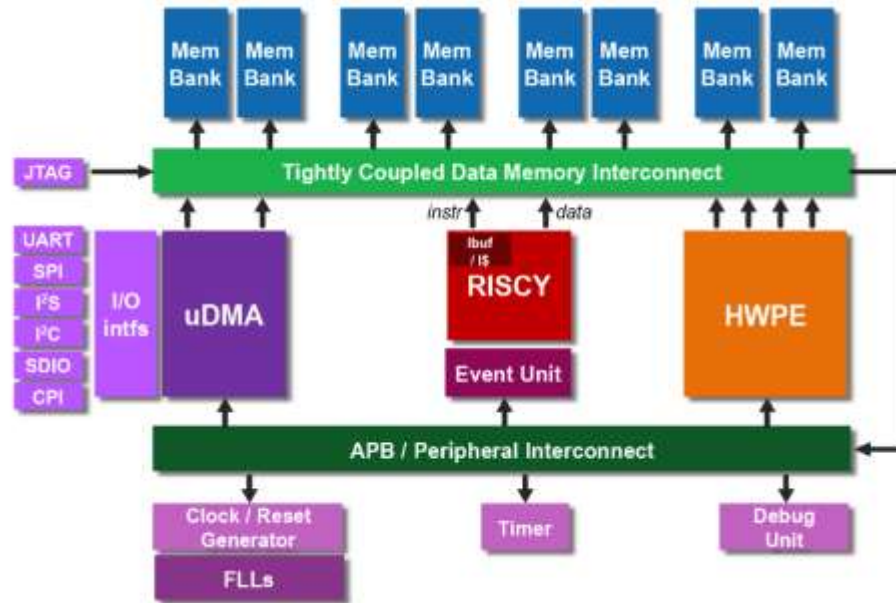 Mem
Bank
Mem
Bank
Mem
Bank
Mem
Bank
Mem
Bank
Mem
Bank
Mem
Bank
Mem
Bank
JTAG
Tightly Coupled Data Memory Interconnect
instr
data
UART
SPI
I²S
I²C
SDIO
CPI
I/O
intfs
uDMA
Ibuf
/ I$
RISCY
Event Unit
HWPE
APB / Peripheral Interconnect
Clock / Reset
Generator
FLLs
Timer
Debug
Unit